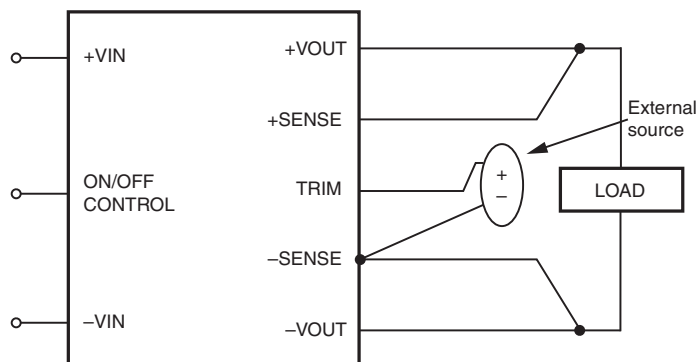 +VIN
+VOUT
+SENSE
External
source
ON/OFF
CONTROL
TRIM
+
–
LOAD
–SENSE
–VIN
–VOUT